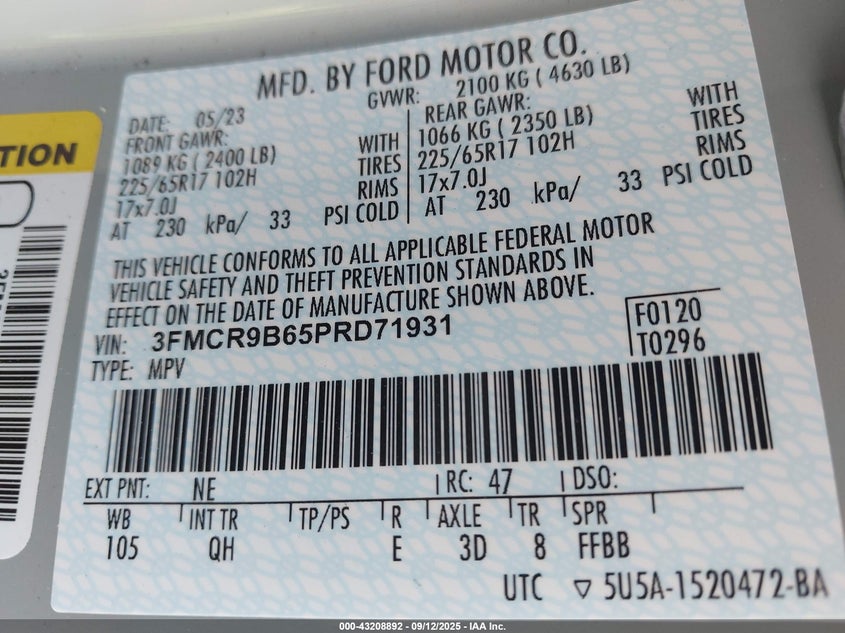 MFD. BY FORD MOTOR CO.
GVWR: 2100 KG ( 4630 LB)
DATE: 05/23
FRONT GAWR:
1089 KG ( 2400 LB) WITH
225/65R17 102H TIRES
17x7.0J RIMS
AT 230 kPa/ 33 PSI COLD
REAR GAWR:
1066 KG ( 2350 LB) WITH
225/65R17 102H TIRES
17x7.0J RIMS
AT 230 kPa/ 33 PSI COLD
THIS VEHICLE CONFORMS TO ALL APPLICABLE FEDERAL MOTOR
VEHICLE SAFETY AND THEFT PREVENTION STANDARDS IN
EFFECT ON THE DATE OF MANUFACTURE SHOWN ABOVE.
VIN: 3FMCR9B65PRD71931
TYPE: MPV
F0120
T0296
EXT PNT: NE RC: 47 DSO:
WB INT TR TP/PS R AXLE TR SPR
105 QH E 3D 8 FFBB
UTC ▽ 5U5A-1520472-BA
TION
000-43208892 - 09/12/2025 - IAA Inc.